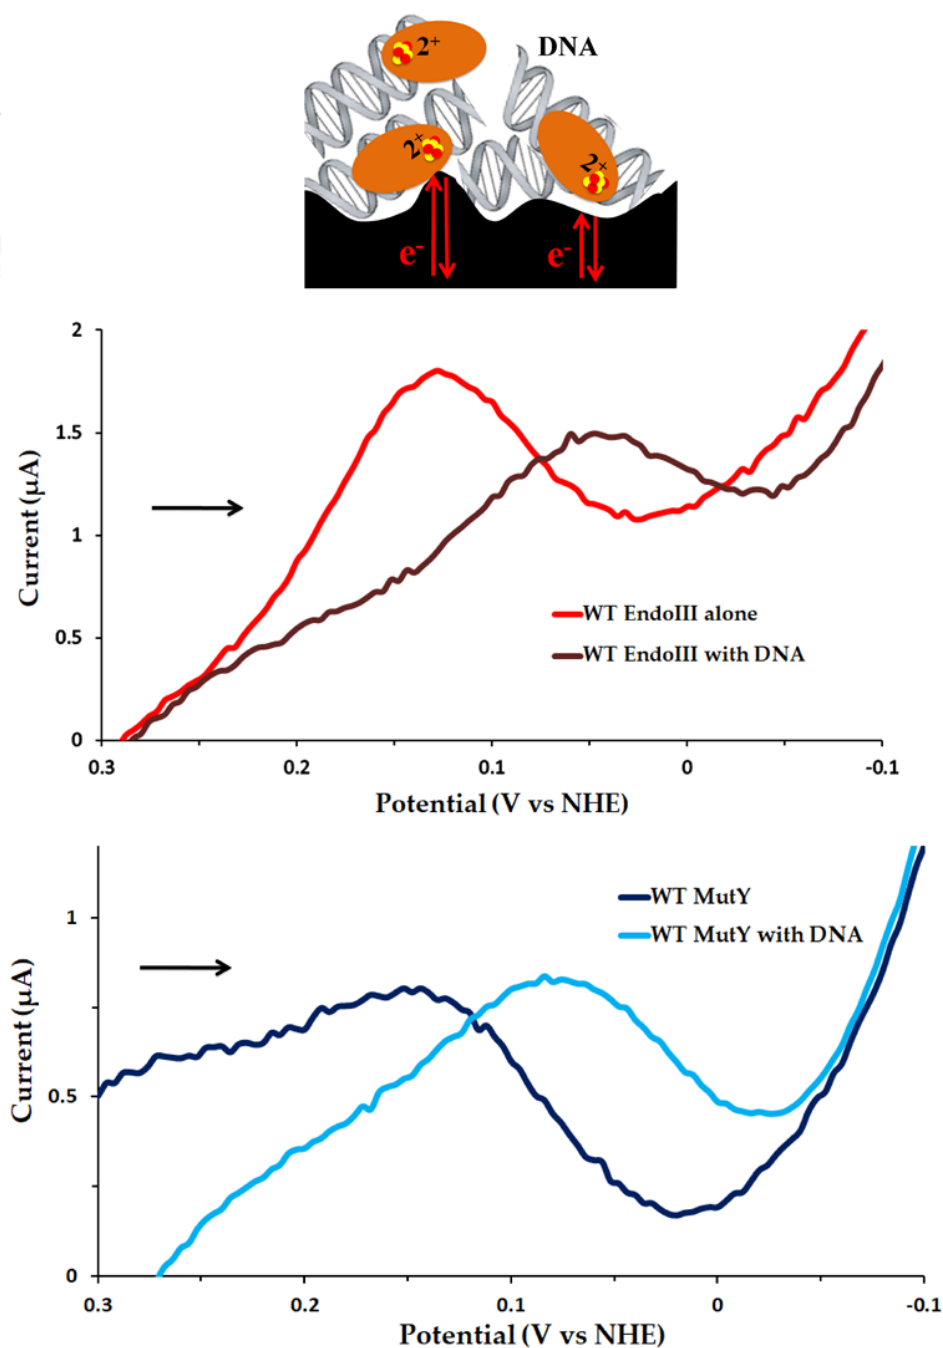 2+
DNA
2+
2+
e-
e-
2
1.5
1
0.5
0
Current (µA)
WT EndoIII alone
WT EndoIII with DNA
0.3
0.2
0.1
0
-0.1
Potential (V vs NHE)
1
0.5
0
Current (µA)
WT MutY
WT MutY with DNA
0.3
0.2
0.1
0
-0.1
Potential (V vs NHE)